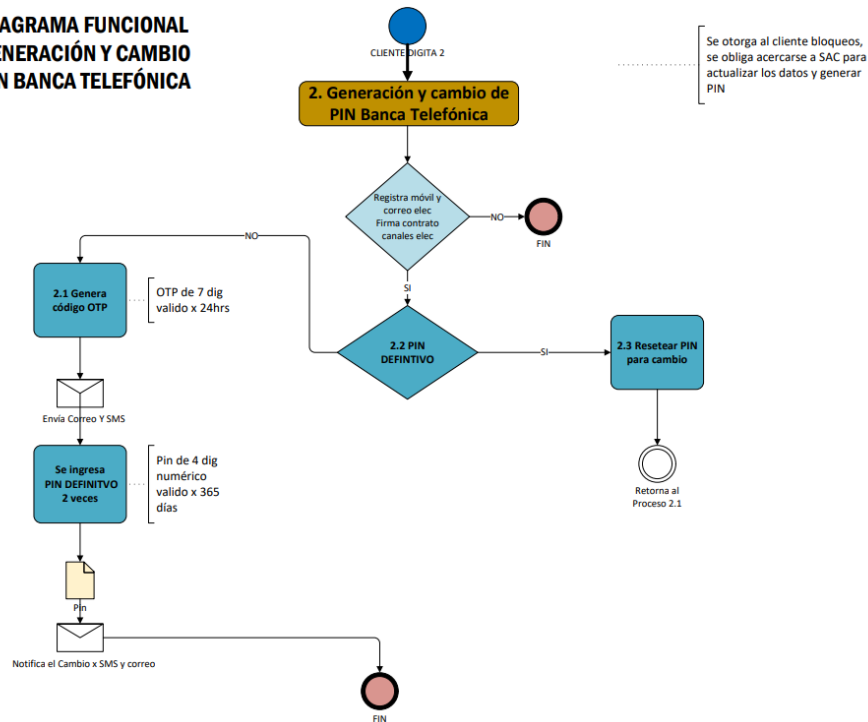 AGRAMA FUNCIONAL
ENERACIÓN Y CAMBIO
N BANCA TELEFÓNICA
CLIENTE DIGITA 2
Se otorga al cliente bloqueos,
se obliga acercarse a SAC para
actualizar los datos y generar
PIN
2. Generación y cambio de
PIN Banca Telefónica
Registra móvil y
correo elec
Firma contrato
canales elec
NO
FIN
NO
SI
2.1 Genera
código OTP
OTP de 7 dig
valido x 24hrs
2.2 PIN
DEFINTIVO
SI
2.3 Resetear PIN
para cambio
Envía Correo Y SMS
Se ingresa
PIN DEFINITVO
2 veces
Pin de 4 dig
numérico
valido x 365
días
Retorna al
Proceso 2.1
Pin
Notifica el Cambio x SMS y correo
FIN